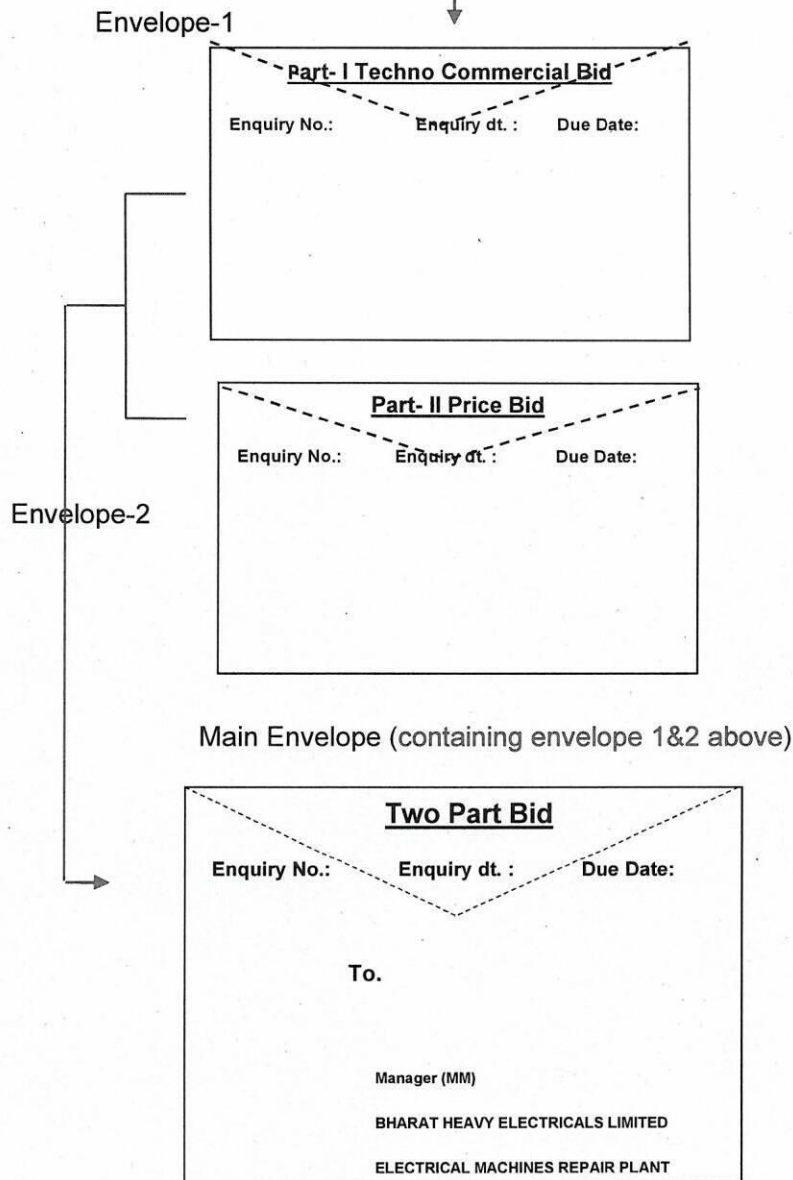 Envelope-1
Part- I Techno Commercial Bid
Enquiry No.: Enquiry dt. : Due Date:
Part- II Price Bid
Enquiry No.: Enquiry dt. : Due Date:
Envelope-2
Main Envelope (containing envelope 1&2 above)
Two Part Bid
Enquiry No.: Enquiry dt. : Due Date:
To.
Manager (MM)
BHARAT HEAVY ELECTRICALS LIMITED
ELECTRICAL MACHINES REPAIR PLANT